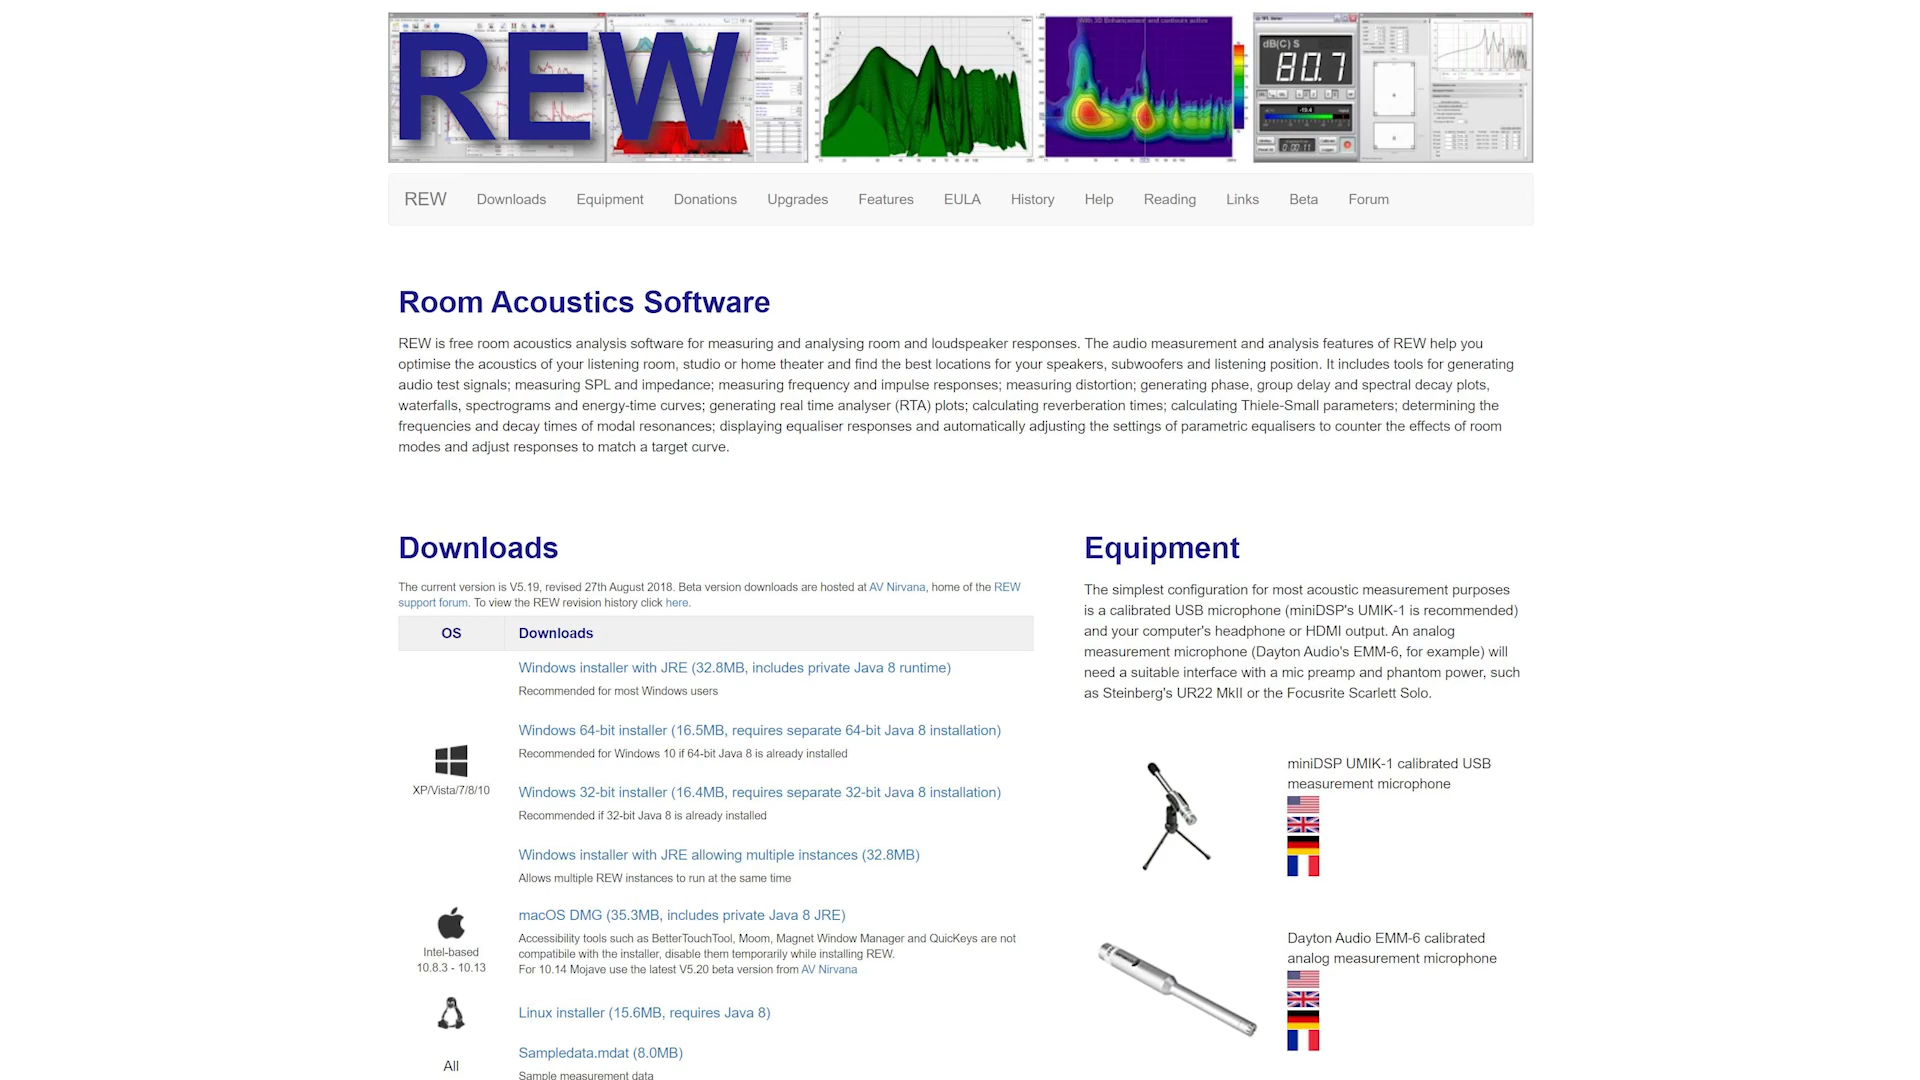 REW
With 3D Enhancement and contours active
SPL Meter
dB(C) S
80.7
-19.4
0:00:11
REW Downloads Equipment Donations Upgrades Features EULA History Help Reading Links Beta Forum
Room Acoustics Software
REW is free room acoustics analysis software for measuring and analysing room and loudspeaker responses. The audio measurement and analysis features of REW help you
optimise the acoustics of your listening room, studio or home theater and find the best locations for your speakers, subwoofers and listening position. It includes tools for generating
audio test signals; measuring SPL and impedance; measuring frequency and impulse responses; measuring distortion; generating phase, group delay and spectral decay plots,
waterfalls, spectrograms and energy-time curves; generating real time analyser (RTA) plots; calculating reverberation times; calculating Thiele-Small parameters; determining the
frequencies and decay times of modal resonances; displaying equaliser responses and automatically adjusting the settings of parametric equalisers to counter the effects of room
modes and adjust responses to match a target curve.
Downloads
The current version is V5.19, revised 27th August 2018. Beta version downloads are hosted at AV Nirvana, home of the REW
support forum. To view the REW revision history click here.
OS Downloads
Windows installer with JRE (32.8MB, includes private Java 8 runtime)
Recommended for most Windows users
Windows 64-bit installer (16.5MB, requires separate 64-bit Java 8 installation)
Recommended for Windows 10 if 64-bit Java 8 is already installed
XP/Vista/7/8/10
Windows 32-bit installer (16.4MB, requires separate 32-bit Java 8 installation)
Recommended if 32-bit Java 8 is already installed
Windows installer with JRE allowing multiple instances (32.8MB)
Allows multiple REW instances to run at the same time
macOS DMG (35.3MB, includes private Java 8 JRE)
Intel-based
10.8.3 - 10.13
Accessibility tools such as BetterTouchTool, Moom, Magnet Window Manager and QuicKeys are not
compatibile with the installer, disable them temporarily while installing REW.
For 10.14 Mojave use the latest V5.20 beta version from AV Nirvana
Linux installer (15.6MB, requires Java 8)
All
Sampledata.mdat (8.0MB)
Sample measurement data
Equipment
The simplest configuration for most acoustic measurement purposes
is a calibrated USB microphone (miniDSP's UMIK-1 is recommended)
and your computer's headphone or HDMI output. An analog
measurement microphone (Dayton Audio's EMM-6, for example) will
need a suitable interface with a mic preamp and phantom power, such
as Steinberg's UR22 MkII or the Focusrite Scarlett Solo.
miniDSP UMIK-1 calibrated USB
measurement microphone
Dayton Audio EMM-6 calibrated
analog measurement microphone